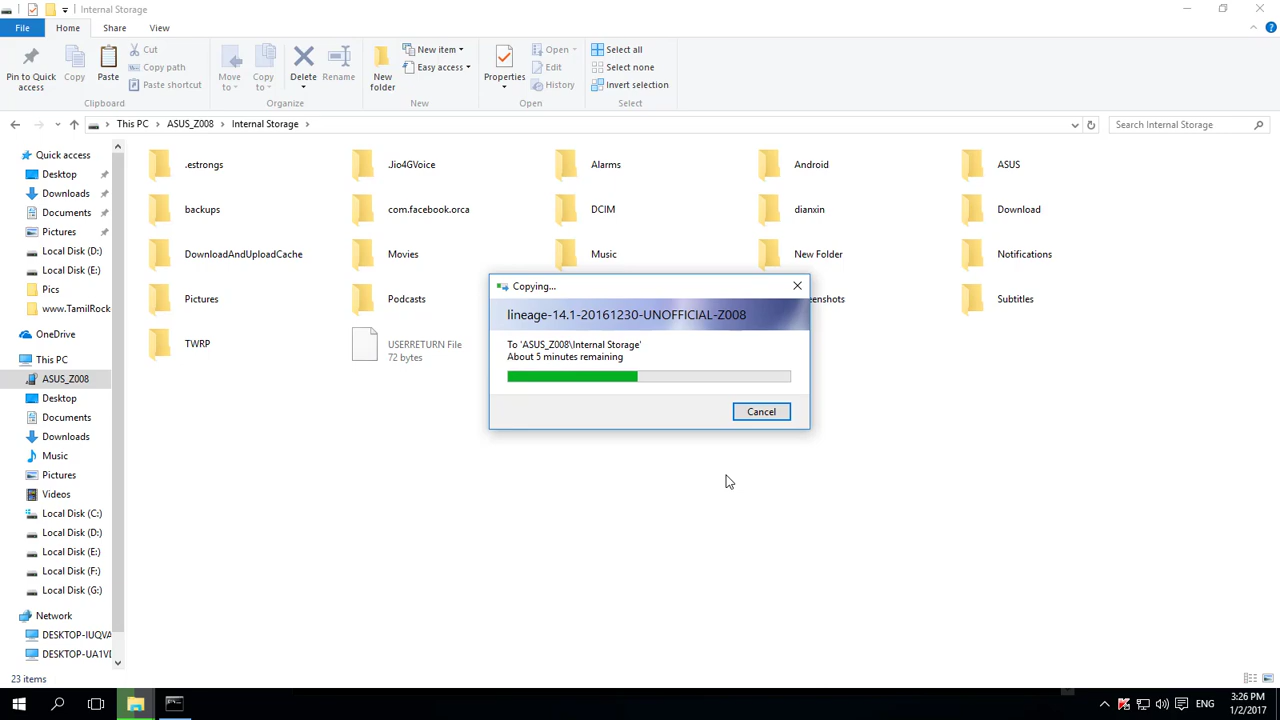 Internal Storage
File
Home
Share
View
Pin to Quick access
Copy
Paste
Cut
Copy path
Paste shortcut
Clipboard
Move to
Copy to
Delete
Rename
Organize
New folder
New item
Easy access
New
Properties
Open
Edit
History
Open
Select all
Select none
Invert selection
Select
This PC
ASUS_Z008
Internal Storage
Search Internal Storage
Quick access
Desktop
Downloads
Documents
Pictures
Local Disk (D:)
Local Disk (E:)
Pics
www.TamilRock
OneDrive
This PC
ASUS_Z008
Desktop
Documents
Downloads
Music
Pictures
Videos
Local Disk (C:)
Local Disk (D:)
Local Disk (E:)
Local Disk (F:)
Local Disk (G:)
Network
DESKTOP-IUQVA
DESKTOP-UA1VD
.estrongs
.Jio4GVoice
Alarms
Android
ASUS
backups
com.facebook.orca
DCIM
dianxin
Download
DownloadAndUploadCache
Movies
Music
New Folder
Notifications
Pictures
Podcasts
enshots
Subtitles
TWRP
USERRETURN File
72 bytes
Copying...
lineage-14.1-20161230-UNOFFICIAL-Z008
To 'ASUS_Z008\Internal Storage'
About 5 minutes remaining
Cancel
23 items
ENG
3:26 PM
1/2/2017